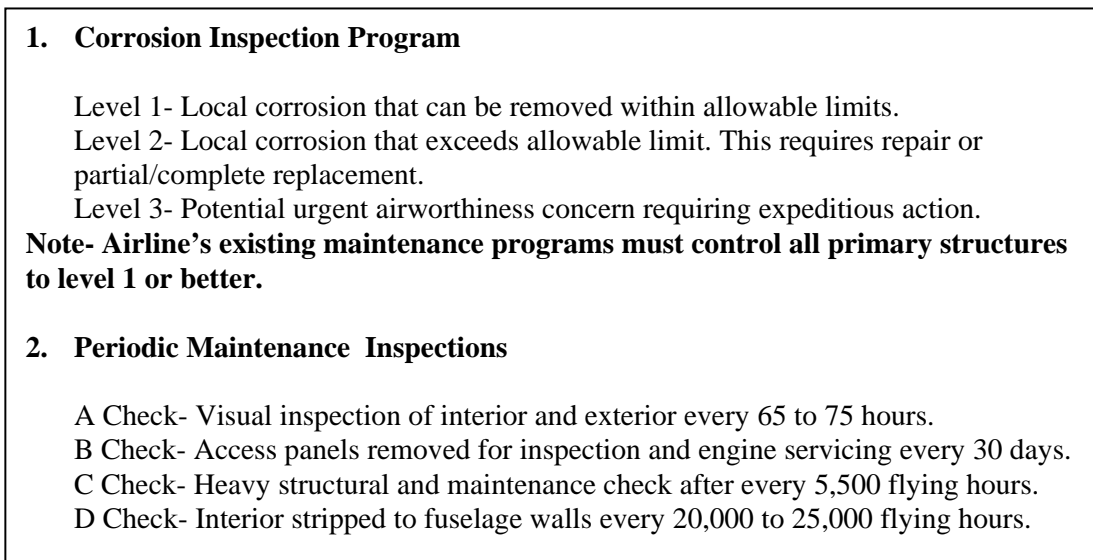 1. Corrosion Inspection Program
Level 1- Local corrosion that can be removed within allowable limits.
Level 2- Local corrosion that exceeds allowable limit. This requires repair or
partial/complete replacement.
Level 3- Potential urgent airworthiness concern requiring expeditious action.
Note- Airline's existing maintenance programs must control all primary structures
to level 1 or better.
2. Periodic Maintenance Inspections
A Check- Visual inspection of interior and exterior every 65 to 75 hours.
B Check- Access panels removed for inspection and engine servicing every 30 days.
C Check- Heavy structural and maintenance check after every 5,500 flying hours.
D Check- Interior stripped to fuselage walls every 20,000 to 25,000 flying hours.